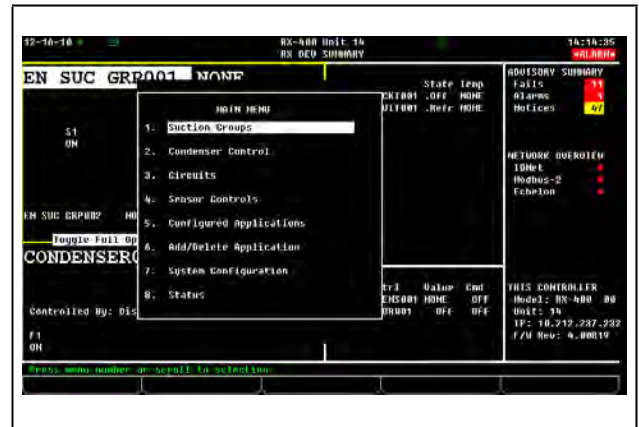 12-16-10
RX-400 Unit 14
RX DEV SUMMARY
14:14:35
*ALARM*
EN SUC GRP001 NONE
State Temp
CKT001 .OFF NONE
.Refr NONE
S1
ON
EN SUC GRP002
Toggle Full Op
CONDENSER
Controlled By: Dis
F1
ON
MAIN MENU
1. Suction Groups
2. Condenser Control
3. Circuits
4. Sensor Controls
5. Configured Applications
6. Add/Delete Application
7. System Configuration
8. Status
Value Cmd
NONE OFF
OFF OFF
ADVISORY SUMMARY
Fails 11
Alarms
Notices 47
NETWORK OVERVIEW
IONet
Modbus-2
Echelon
THIS CONTROLLER
Model: RX-400 00
Unit: 14
IP: 10.212.237.232
F/W Rev: 4.00B19
Press menu number or scroll to selection